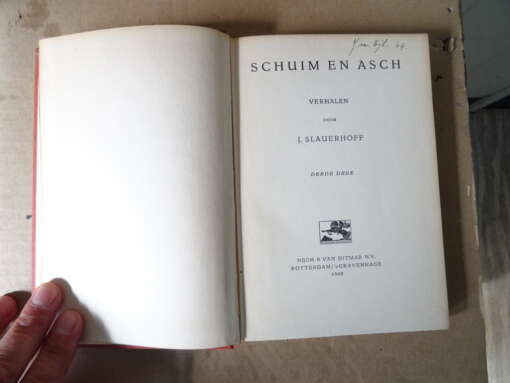 SCHUIM EN ASCH
VERHALEN
DOOR
J. SLAUERHOFF
DERDE DRUK
NIJGH & VAN DITMAR N.V.
ROTTERDAM/'s-GRAVENHAGE